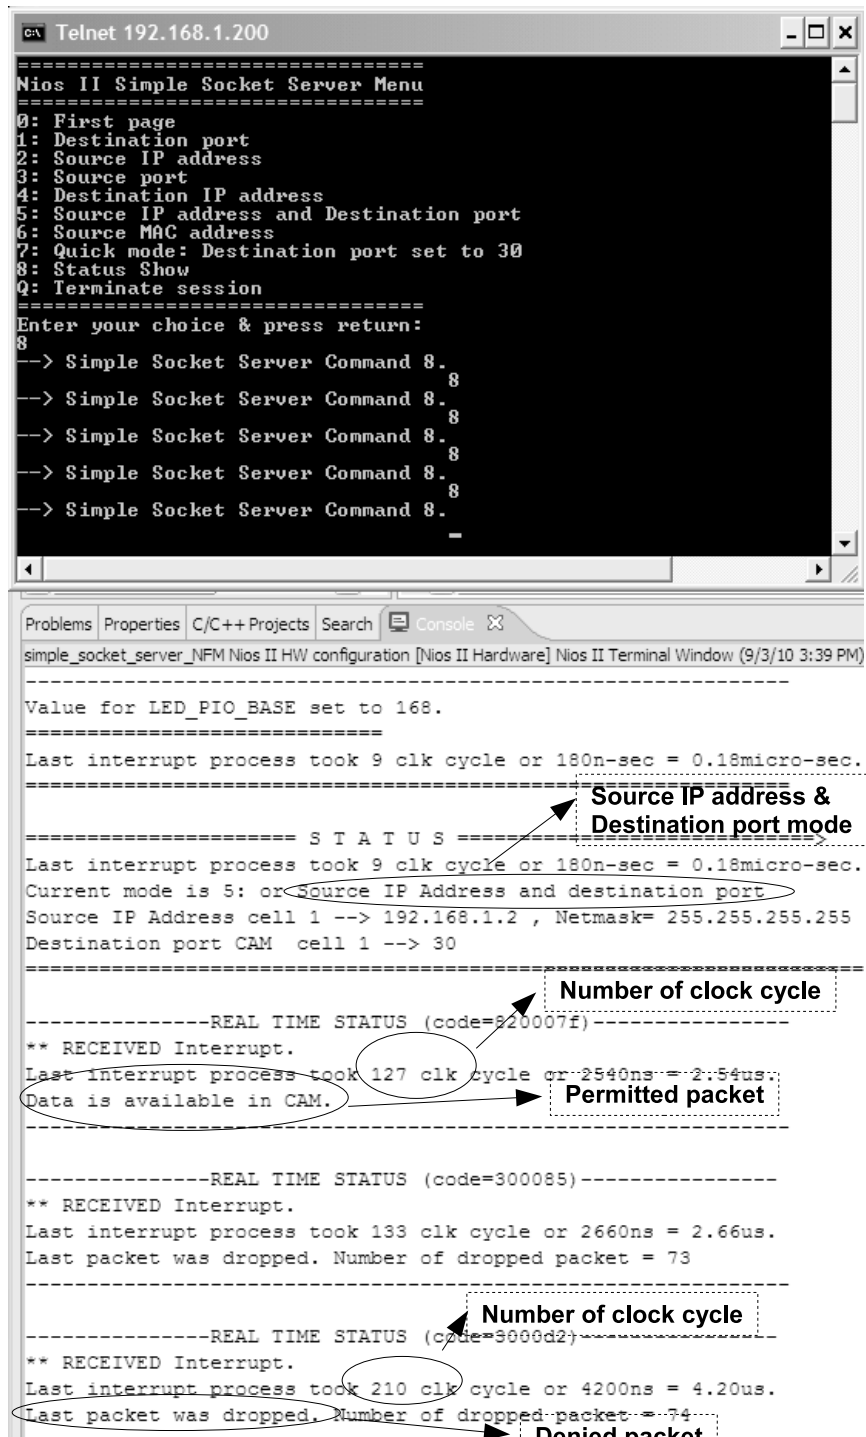 Telnet 192.168.1.200
==================================
Nios II Simple Socket Server Menu
==================================
0: First page
1: Destination port
2: Source IP address
3: Source port
4: Destination IP address
5: Source IP address and Destination port
6: Source MAC address
7: Quick mode: Destination port set to 30
8: Status Show
Q: Terminate session
==================================
Enter your choice & press return:
8
--> Simple Socket Server Command 8.
8
--> Simple Socket Server Command 8.
8
--> Simple Socket Server Command 8.
8
--> Simple Socket Server Command 8.
8
--> Simple Socket Server Command 8.
Problems Properties C/C++ Projects Search Console
simple_socket_server_NFM Nios II HW configuration [Nios II Hardware] Nios II Terminal Window (9/3/10 3:39 PM)
--------------------------------------------------------------
Value for LED_PIO_BASE set to 168.
=============================
Last interrupt process took 9 clk cycle or 180n-sec = 0.18micro-sec.
==============================================================
Source IP address &
Destination port mode
====================== S T A T U S =============================>
Last interrupt process took 9 clk cycle or 180n-sec = 0.18micro-sec.
Current mode is 5: or Source IP Address and destination port
Source IP Address cell 1 --> 192.168.1.2 , Netmask= 255.255.255.255
Destination port CAM cell 1 --> 30
====================================================================
Number of clock cycle
---------------REAL TIME STATUS (code=820007f)----------------
** RECEIVED Interrupt.
Last interrupt process took 127 clk cycle or 2540ns = 2.54us.
Data is available in CAM.
Permitted packet
--------------------------------------------------------------
---------------REAL TIME STATUS (code=300085)----------------
** RECEIVED Interrupt.
Last interrupt process took 133 clk cycle or 2660ns = 2.66us.
Last packet was dropped. Number of dropped packet = 73
--------------------------------------------------------------
Number of clock cycle
---------------REAL TIME STATUS (code=3000d2)----------------
** RECEIVED Interrupt.
Last interrupt process took 210 clk cycle or 4200ns = 4.20us.
Last packet was dropped. Number of dropped packet = 74
Denied packet